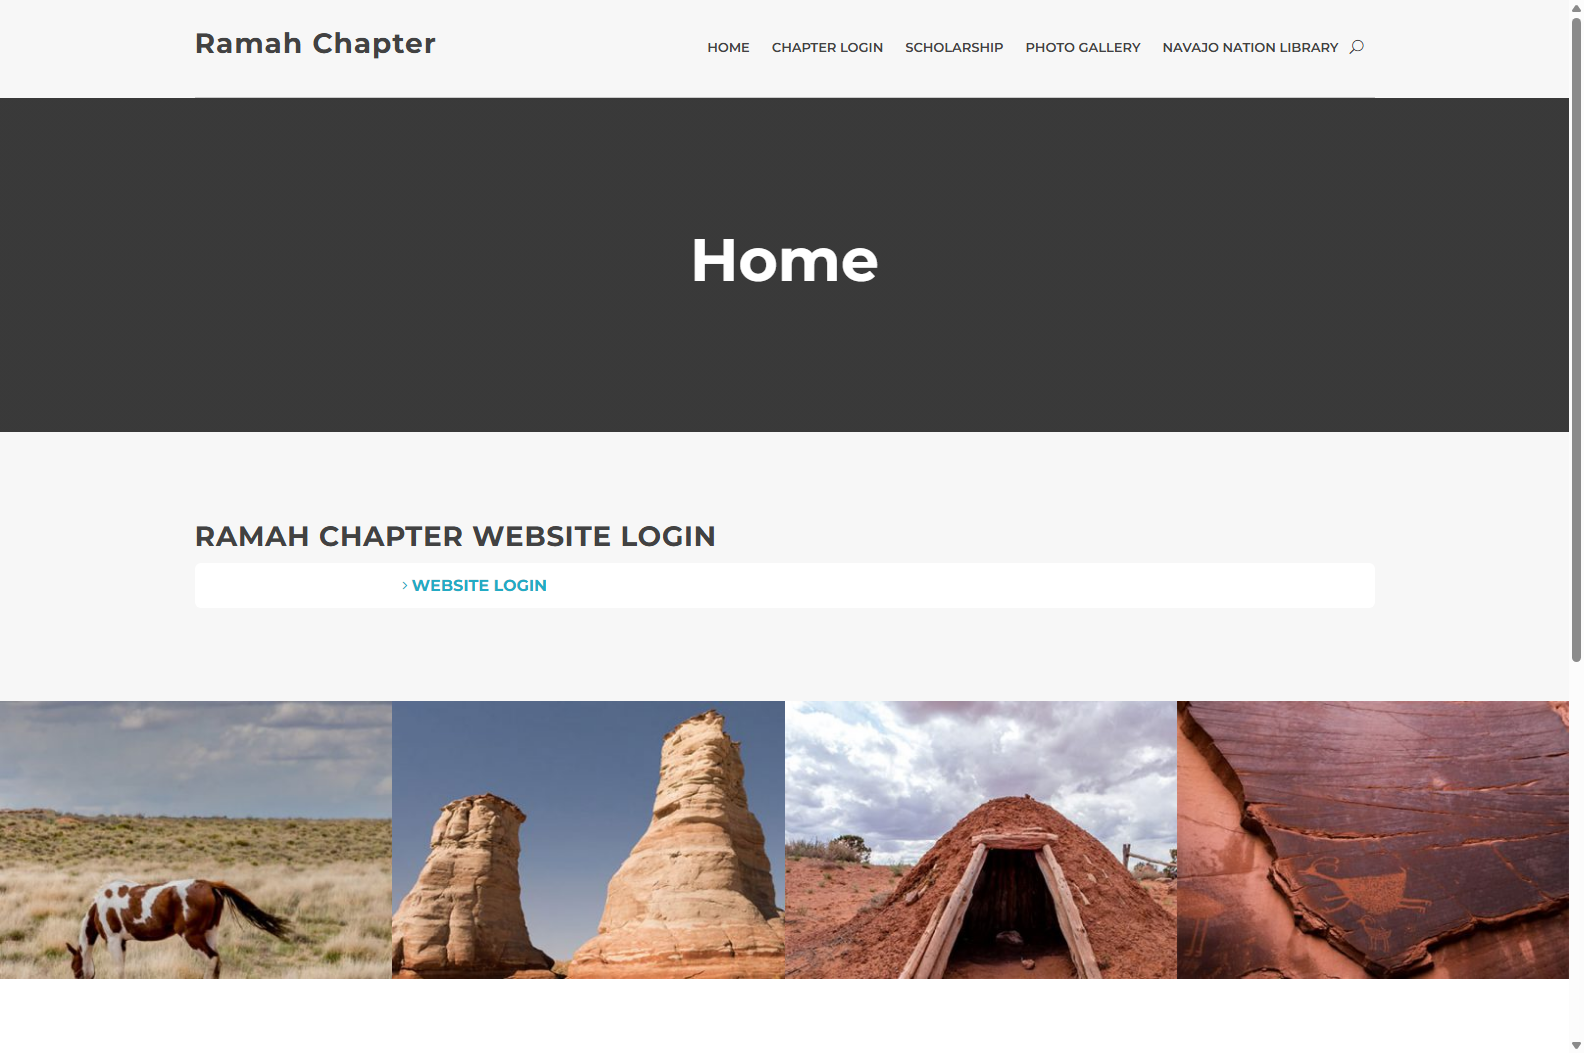 Ramah Chapter
HOME CHAPTER LOGIN SCHOLARSHIP PHOTO GALLERY NAVAJO NATION LIBRARY
Home
RAMAH CHAPTER WEBSITE LOGIN
WEBSITE LOGIN